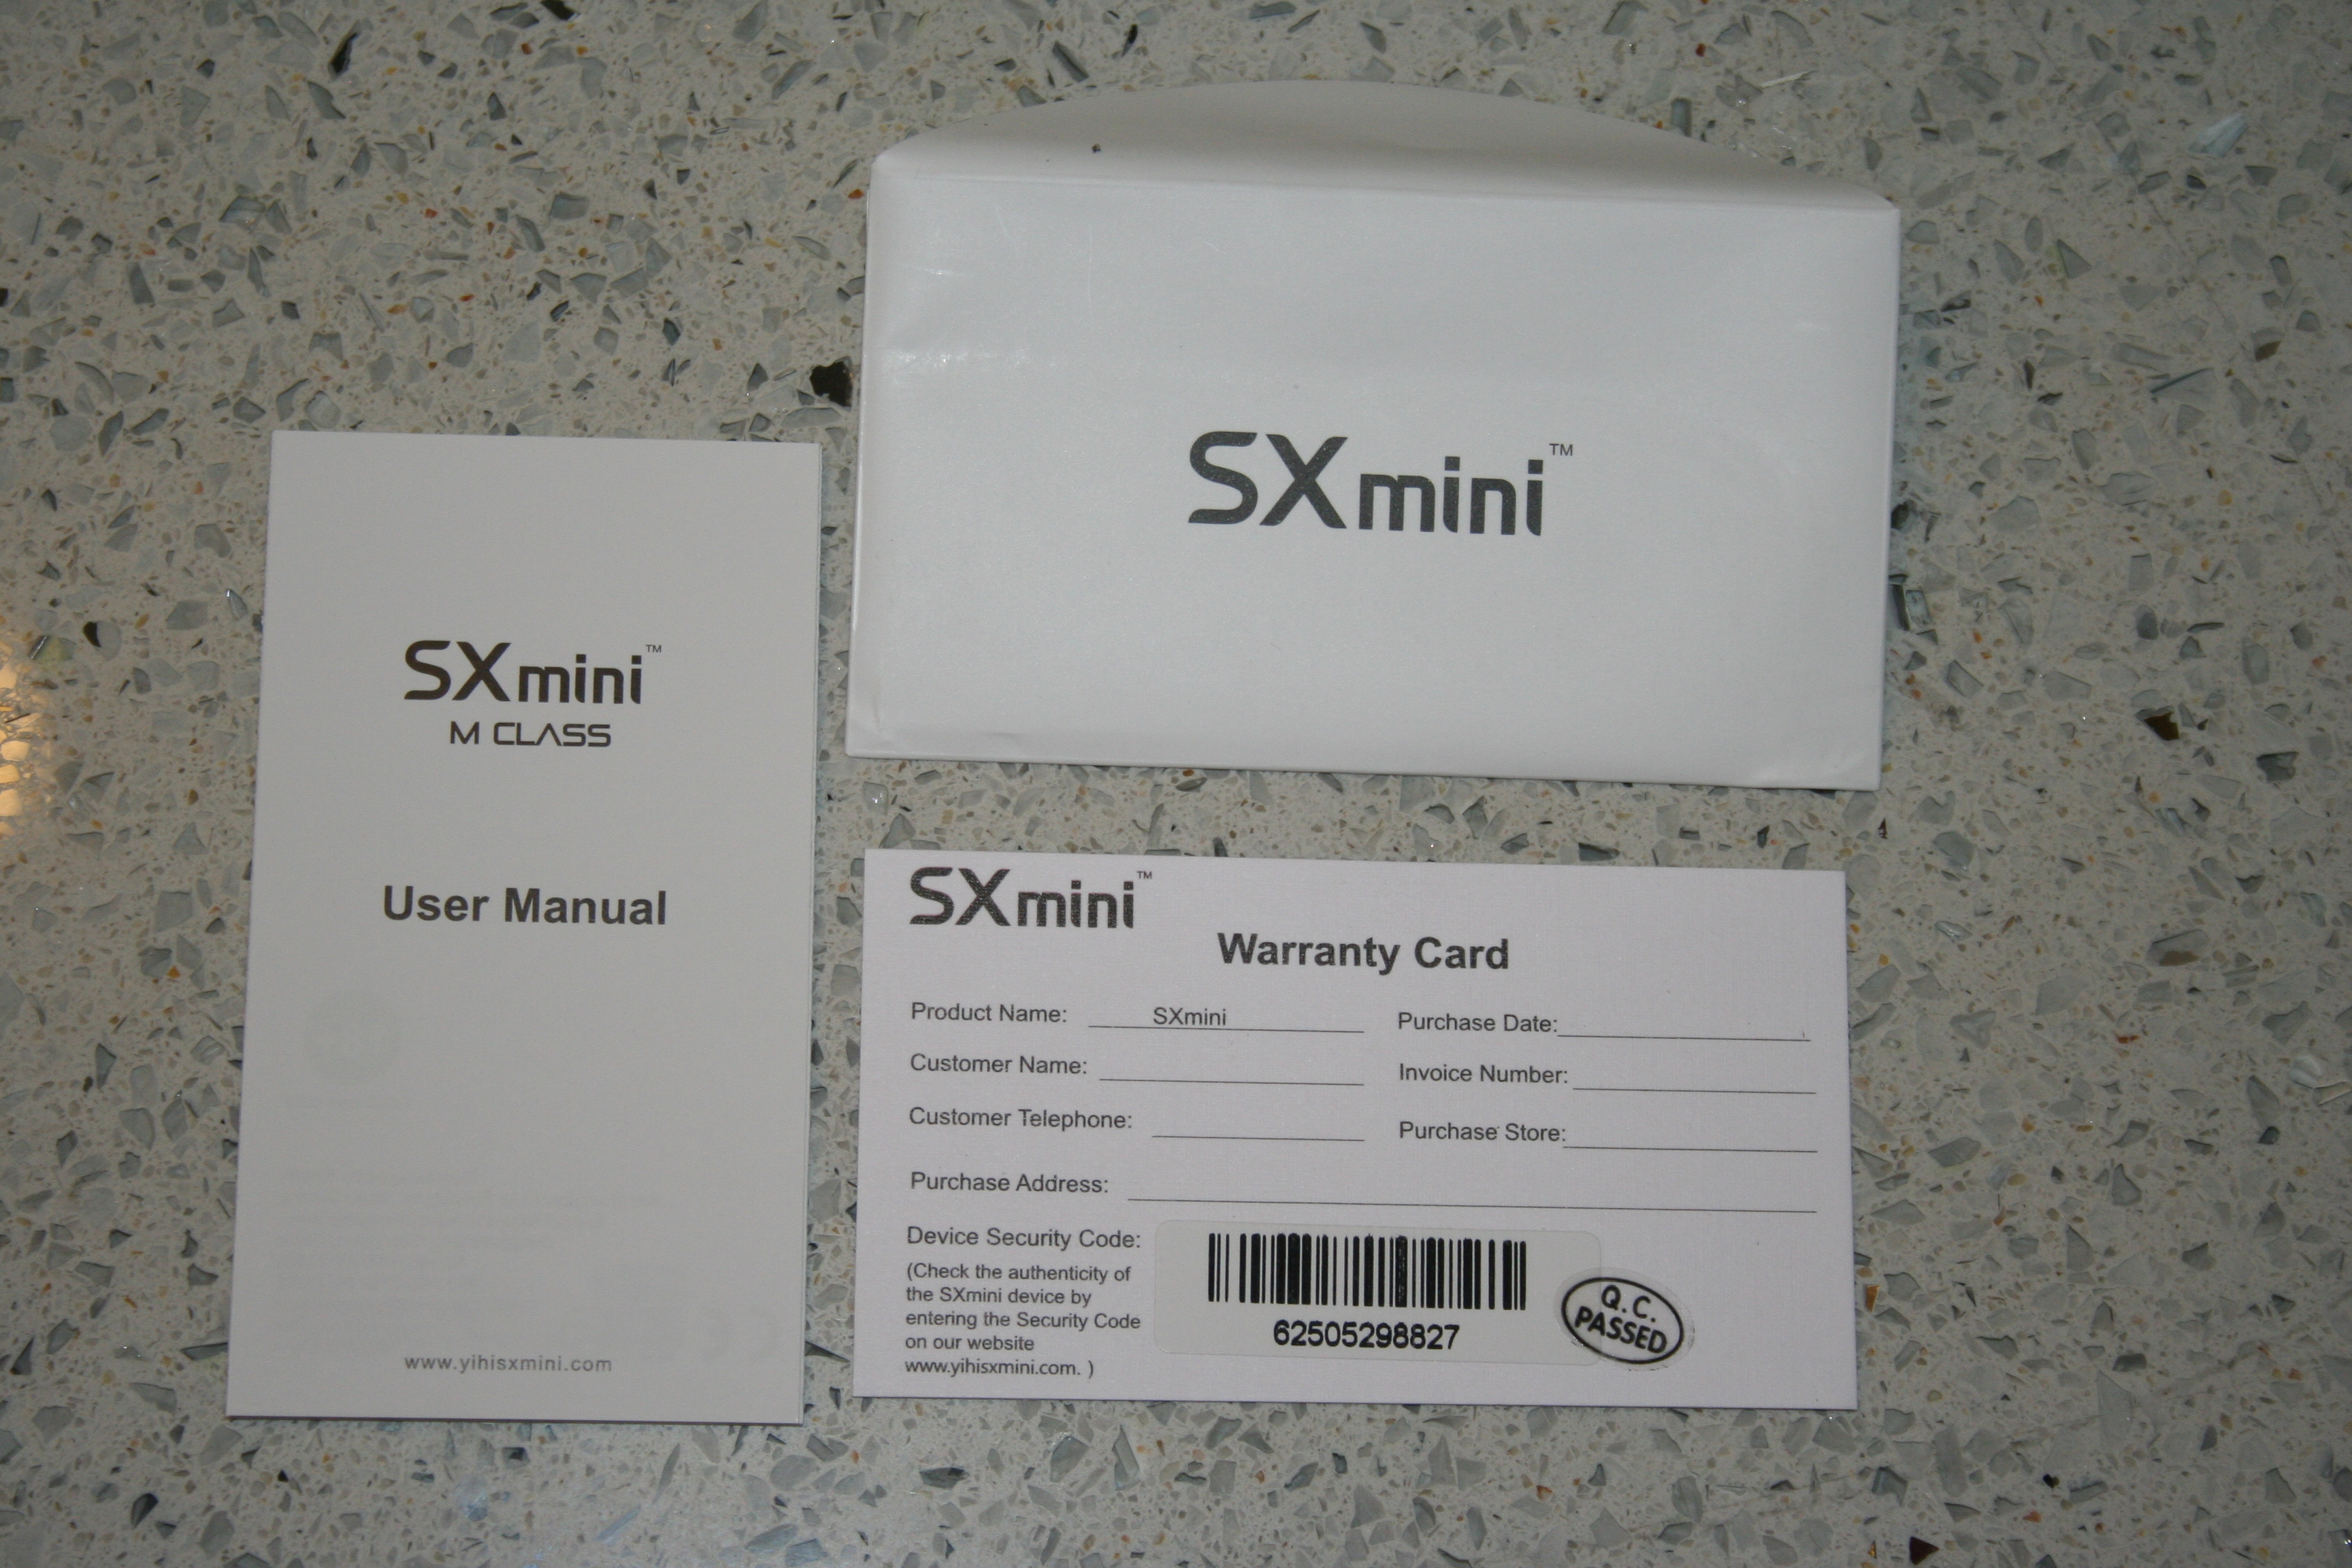 SXmini™
SXmini™
M CLASS
User Manual
www.yihisxmini.com
SXmini™
Warranty Card
Product Name: SXmini
Purchase Date:
Customer Name:
Invoice Number:
Customer Telephone:
Purchase Store:
Purchase Address:
Device Security Code:
(Check the authenticity of
the SXmini device by
entering the Security Code
on our website
www.yihisxmini.com. )
62505298827
Q.C.
PASSED